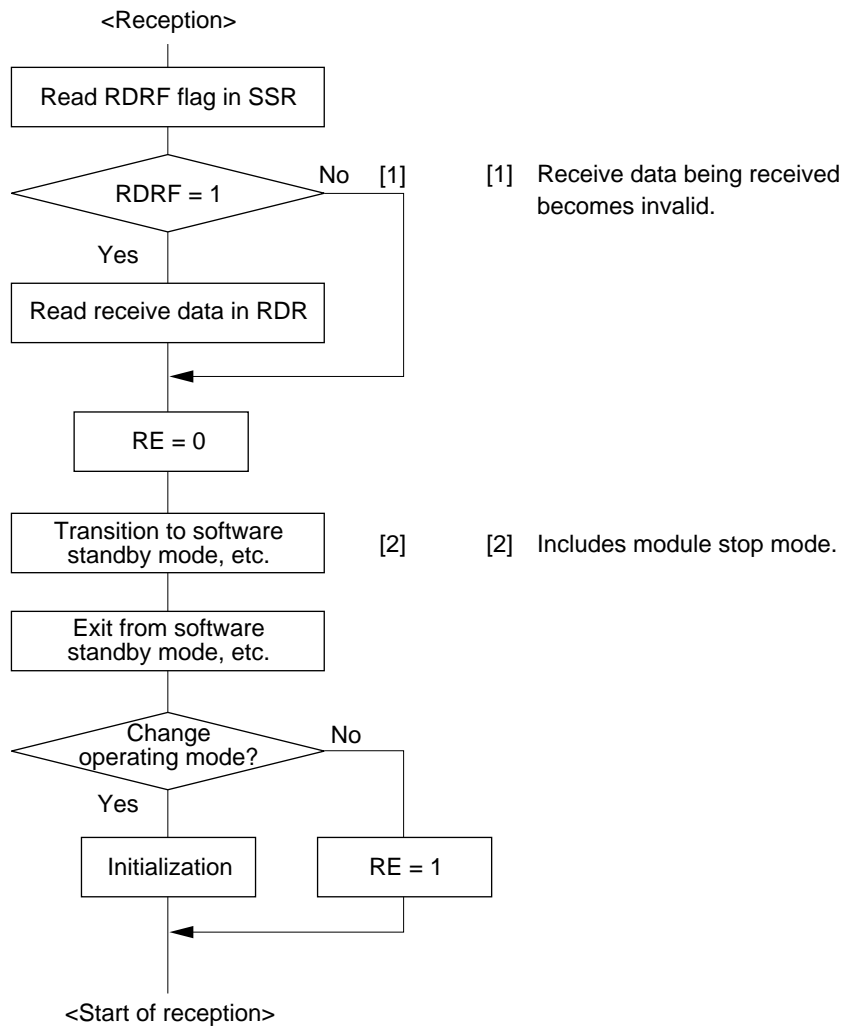 <Reception>
Read RDRF flag in SSR
RDRF = 1
No
[1]
[1] Receive data being received
becomes invalid.
Yes
Read receive data in RDR
RE = 0
Transition to software
standby mode, etc.
[2]
[2] Includes module stop mode.
Exit from software
standby mode, etc.
Change
operating mode?
No
Yes
Initialization
RE = 1
<Start of reception>